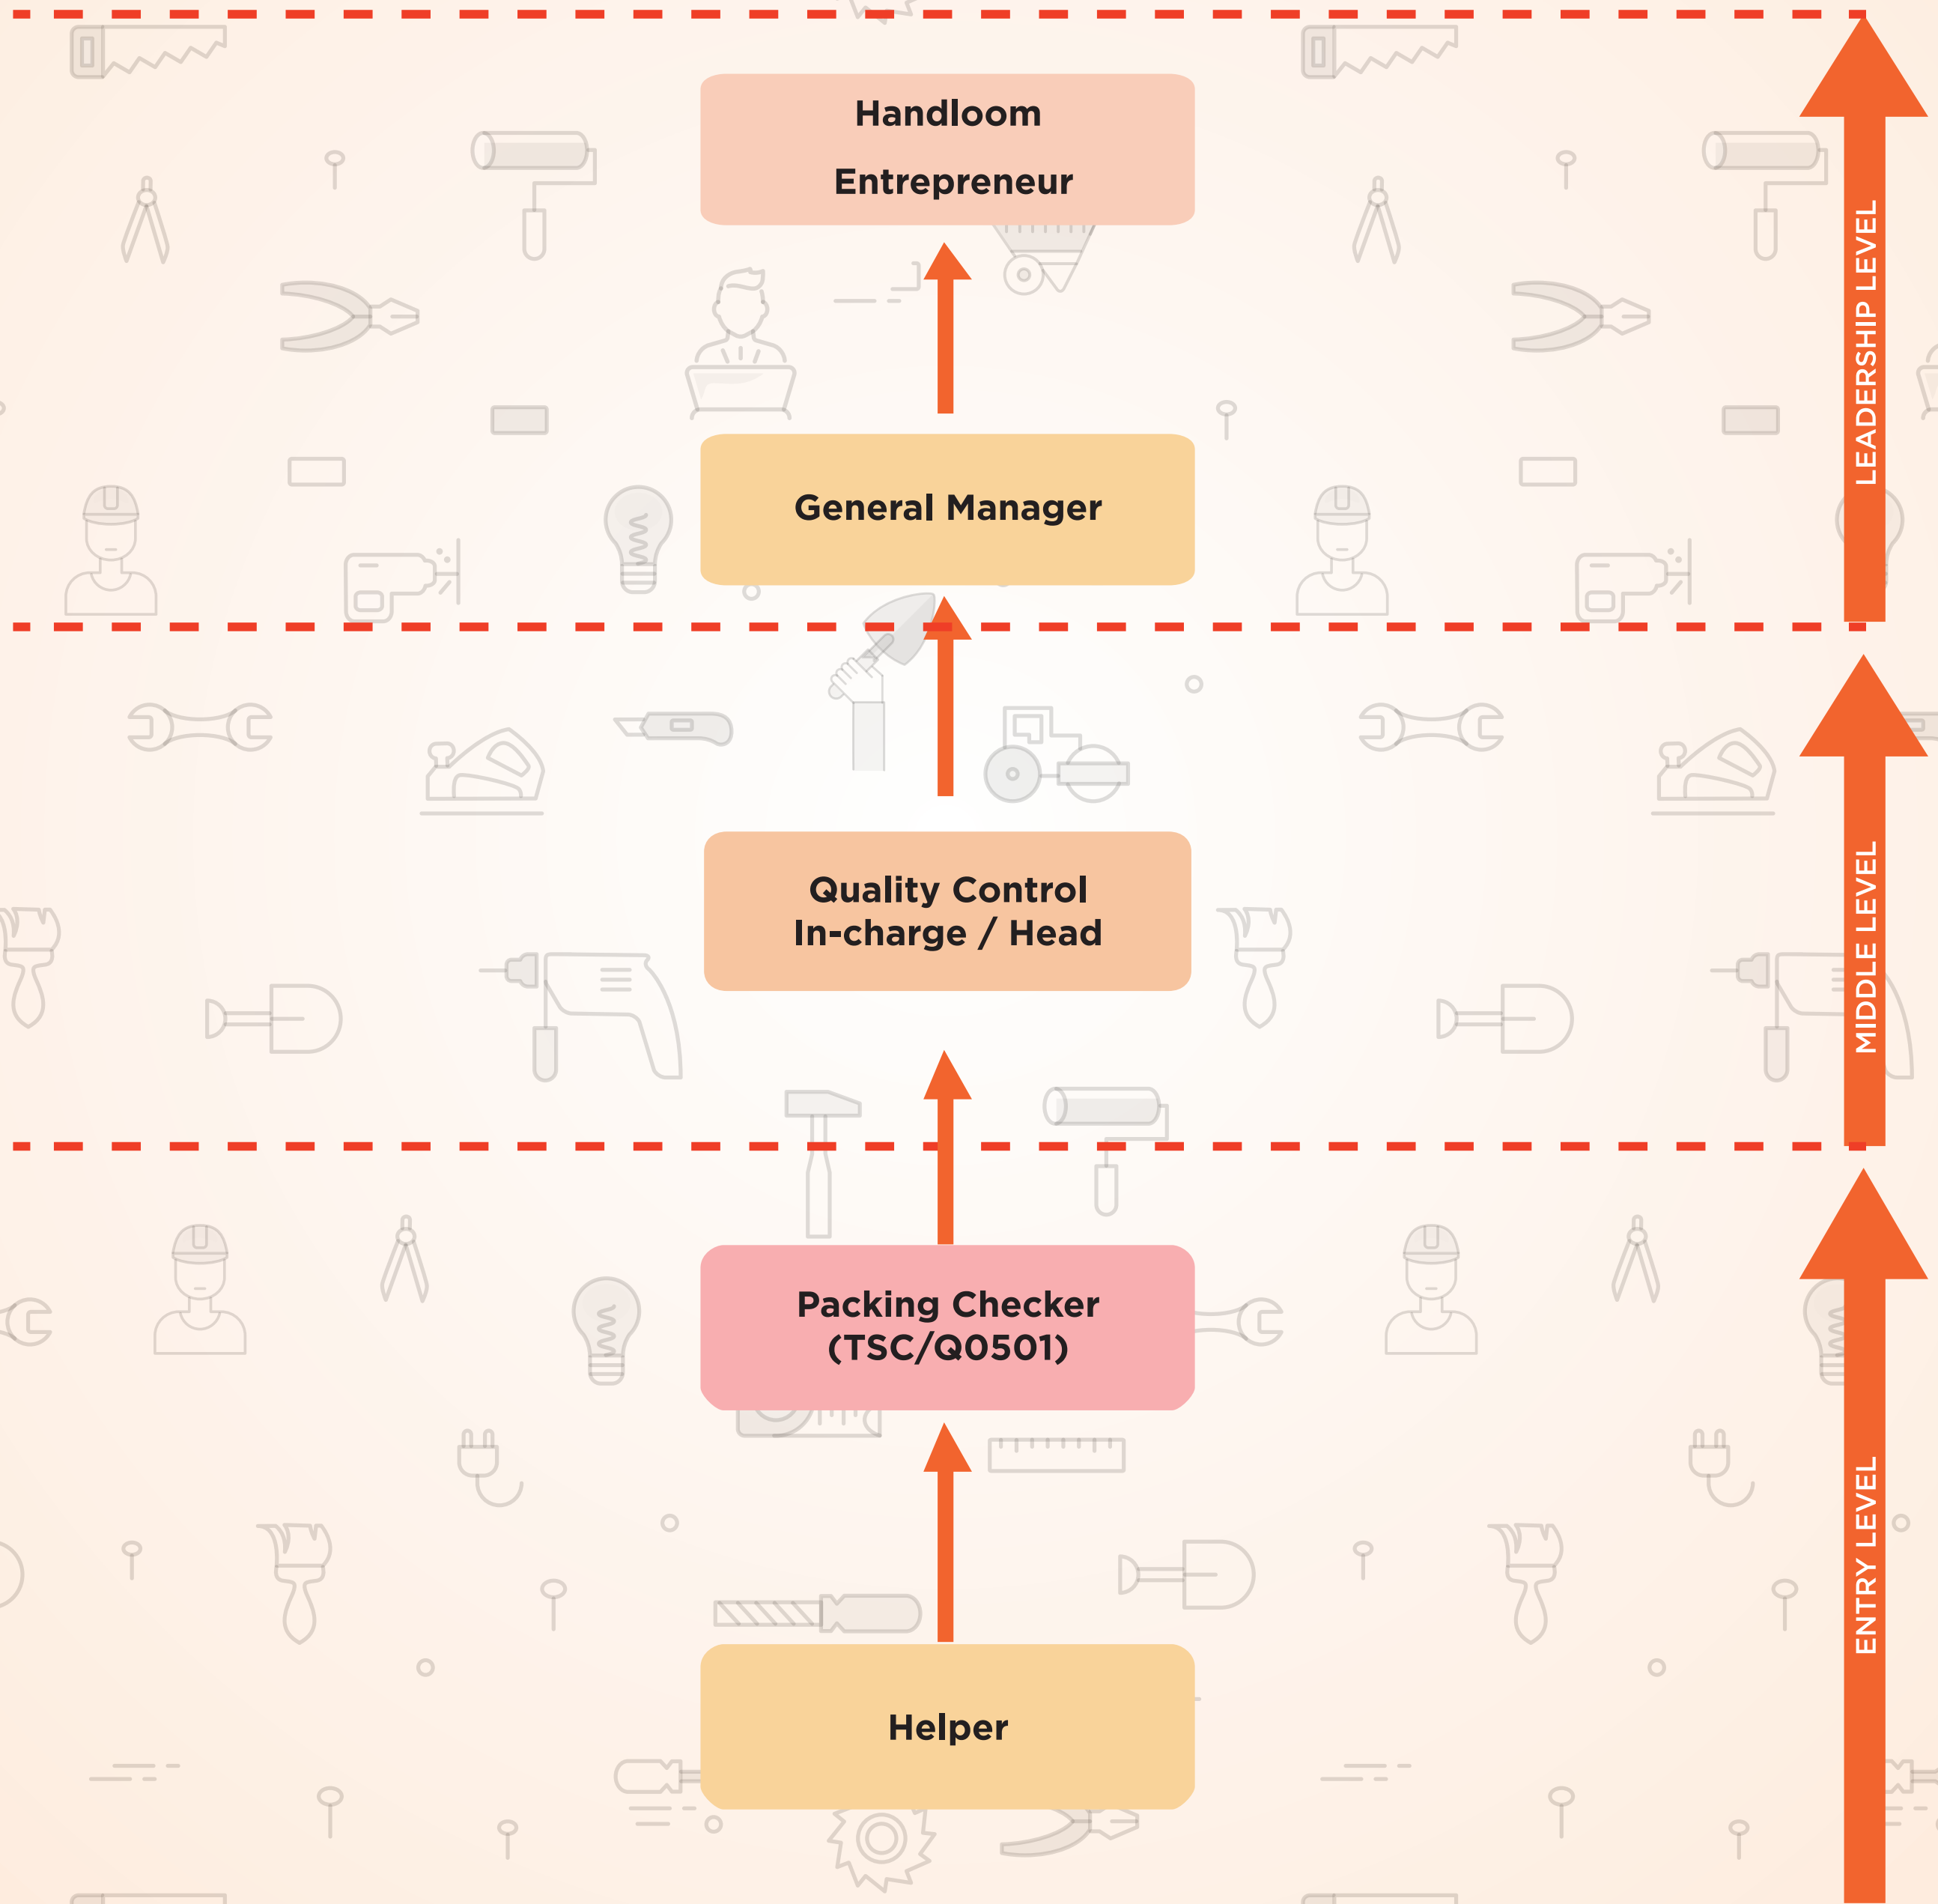 Handloom
Entrepreneur
LEADERSHIP LEVEL
General Manager
MIDDLE LEVEL
Quality Control
In-charge / Head
Packing Checker
(TSC/Q0501)
ENTRY LEVEL
Helper